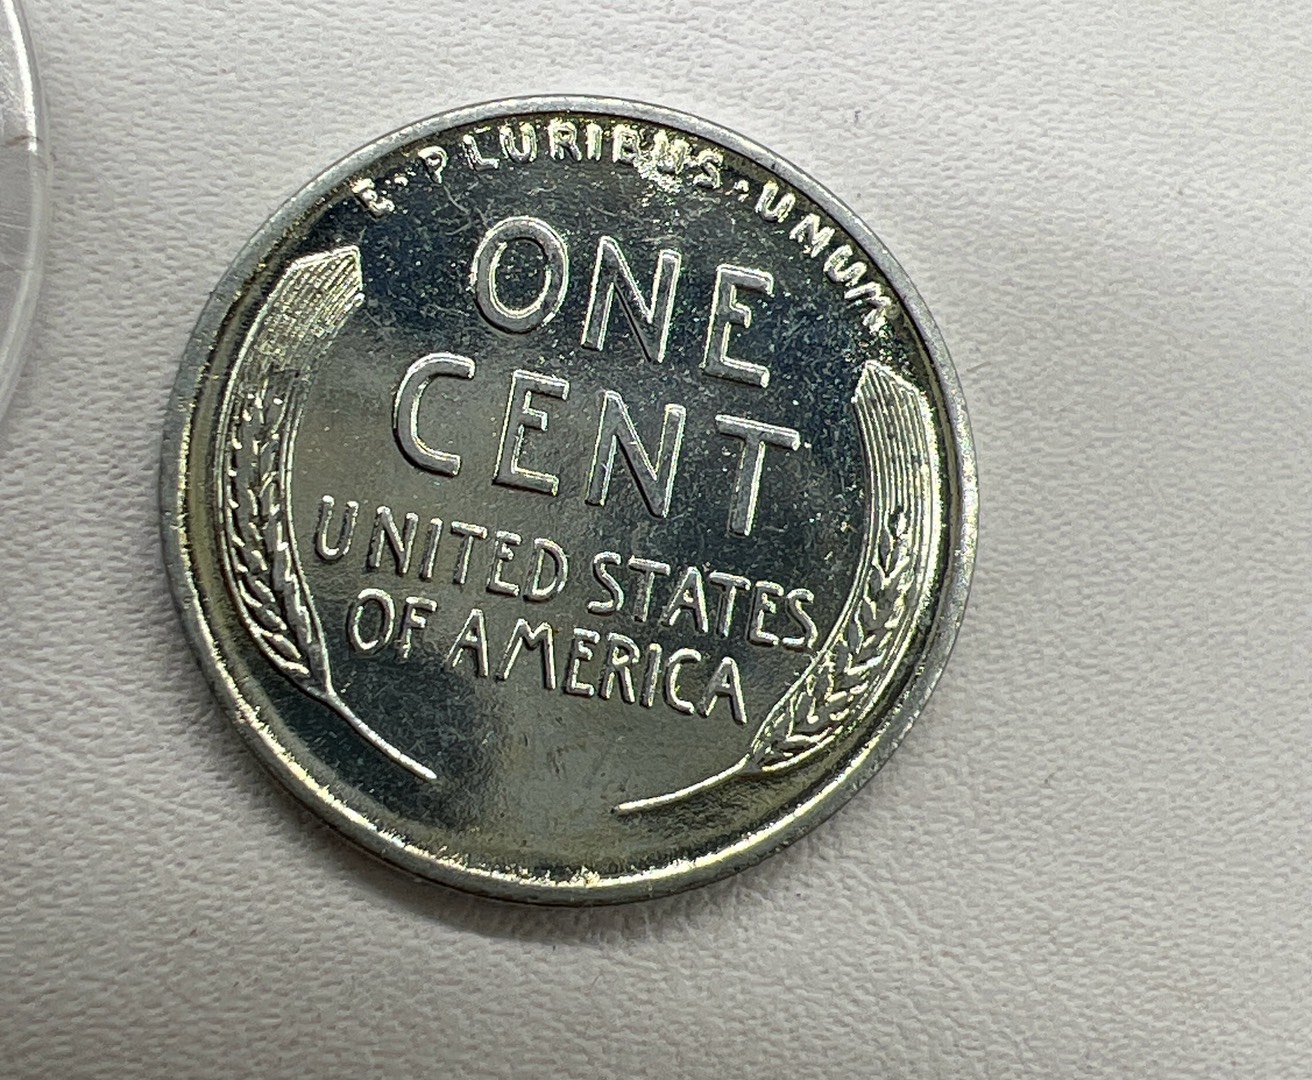 E·PLURIBUS·UNUM
ONE
CENT
UNITED STATES
OF AMERICA